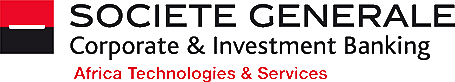 SOCIETE GENERALE
Corporate & Investment Banking
Africa Technologies & Services